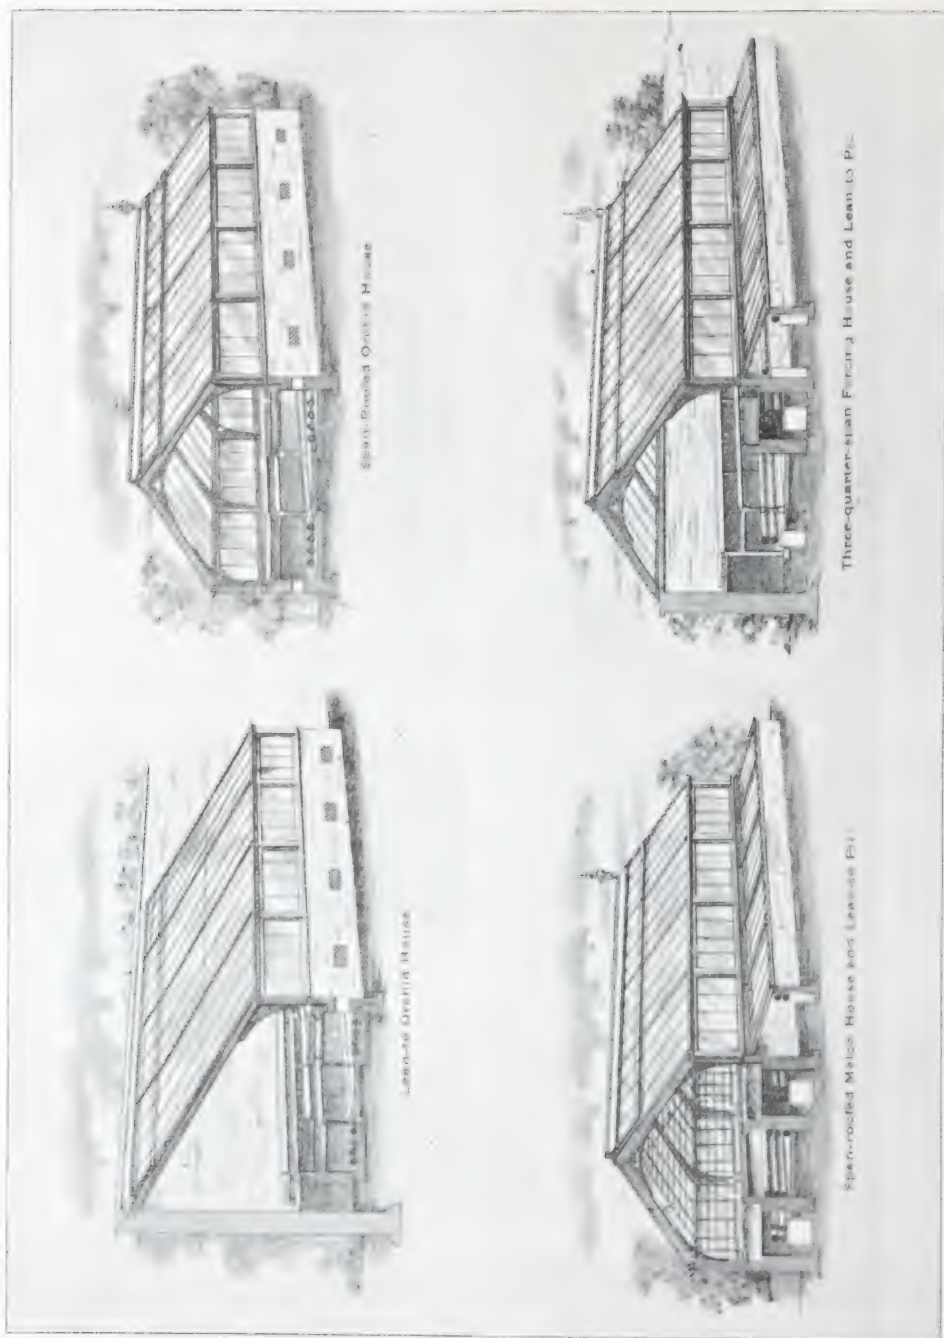 Lean-to Orchid House
Span-Roofed Orchid House
Span-roofed Melon House and Lean-to Pit
Three-quarter-span Forcing House and Lean to